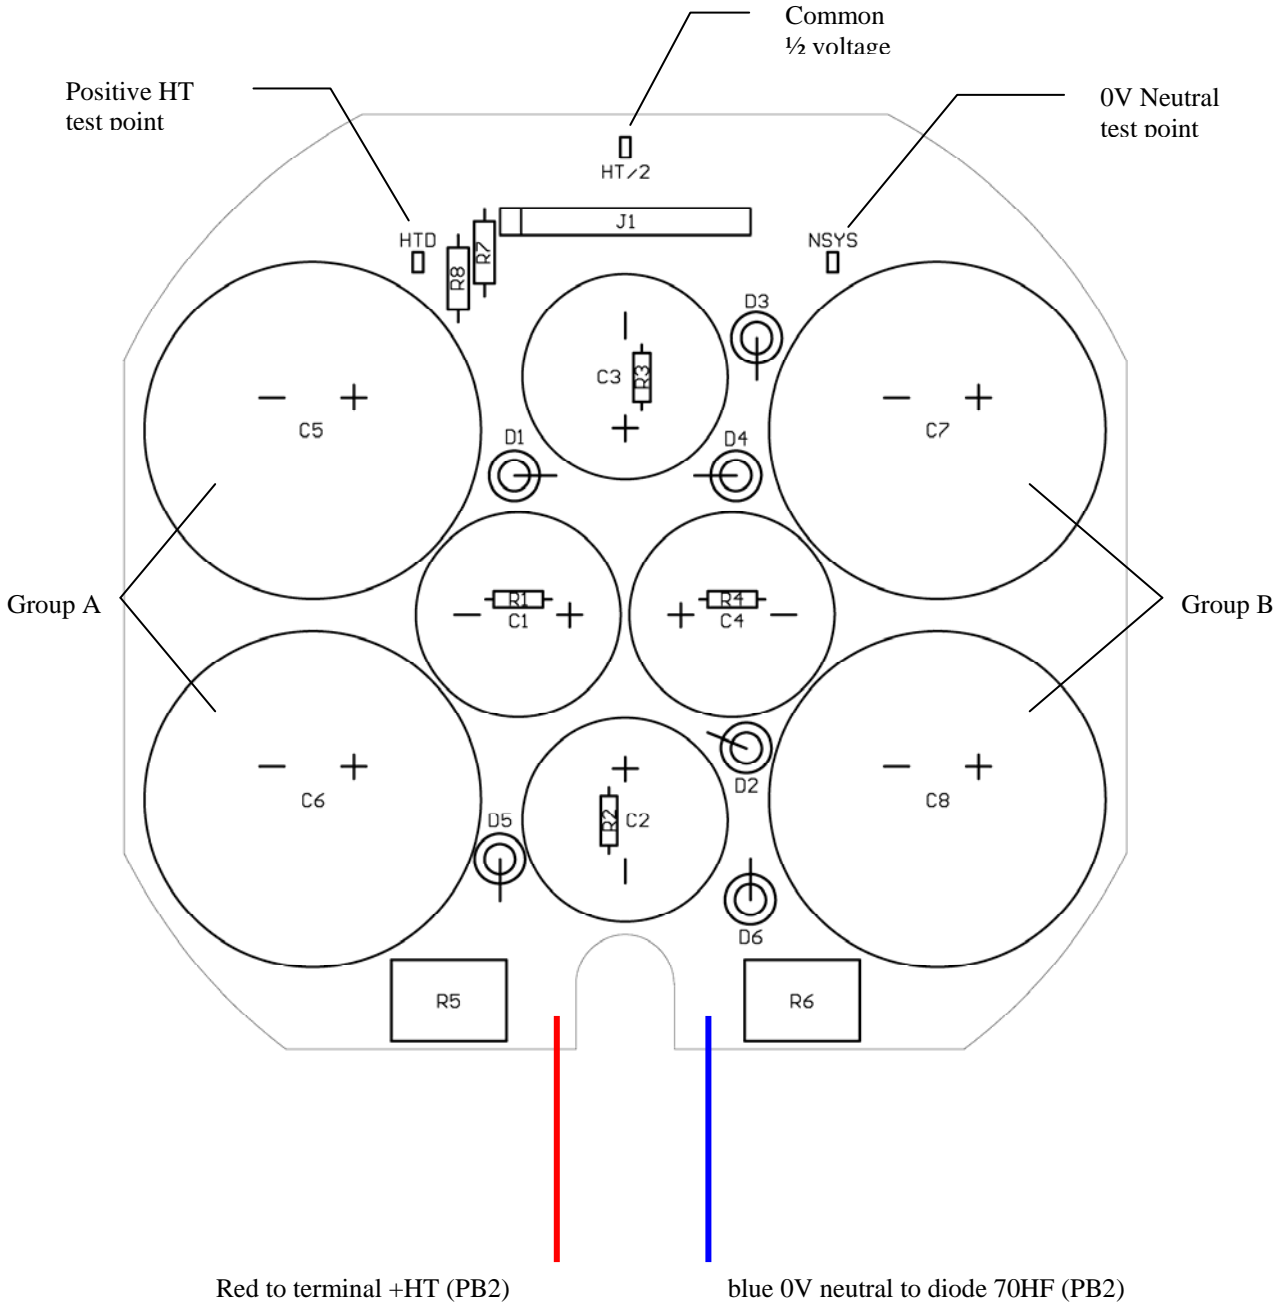 Common
½ voltage
Positive HT
test point
0V Neutral
test point
HT/2
J1
HTD
NSYS
R7
R8
D3
C3
R3
C5
C7
D1
D4
Group A
Group B
R1
C1
R4
C4
D2
C6
C8
D5
R2
C2
D6
R5
R6
Red to terminal +HT (PB2)
blue 0V neutral to diode 70HF (PB2)